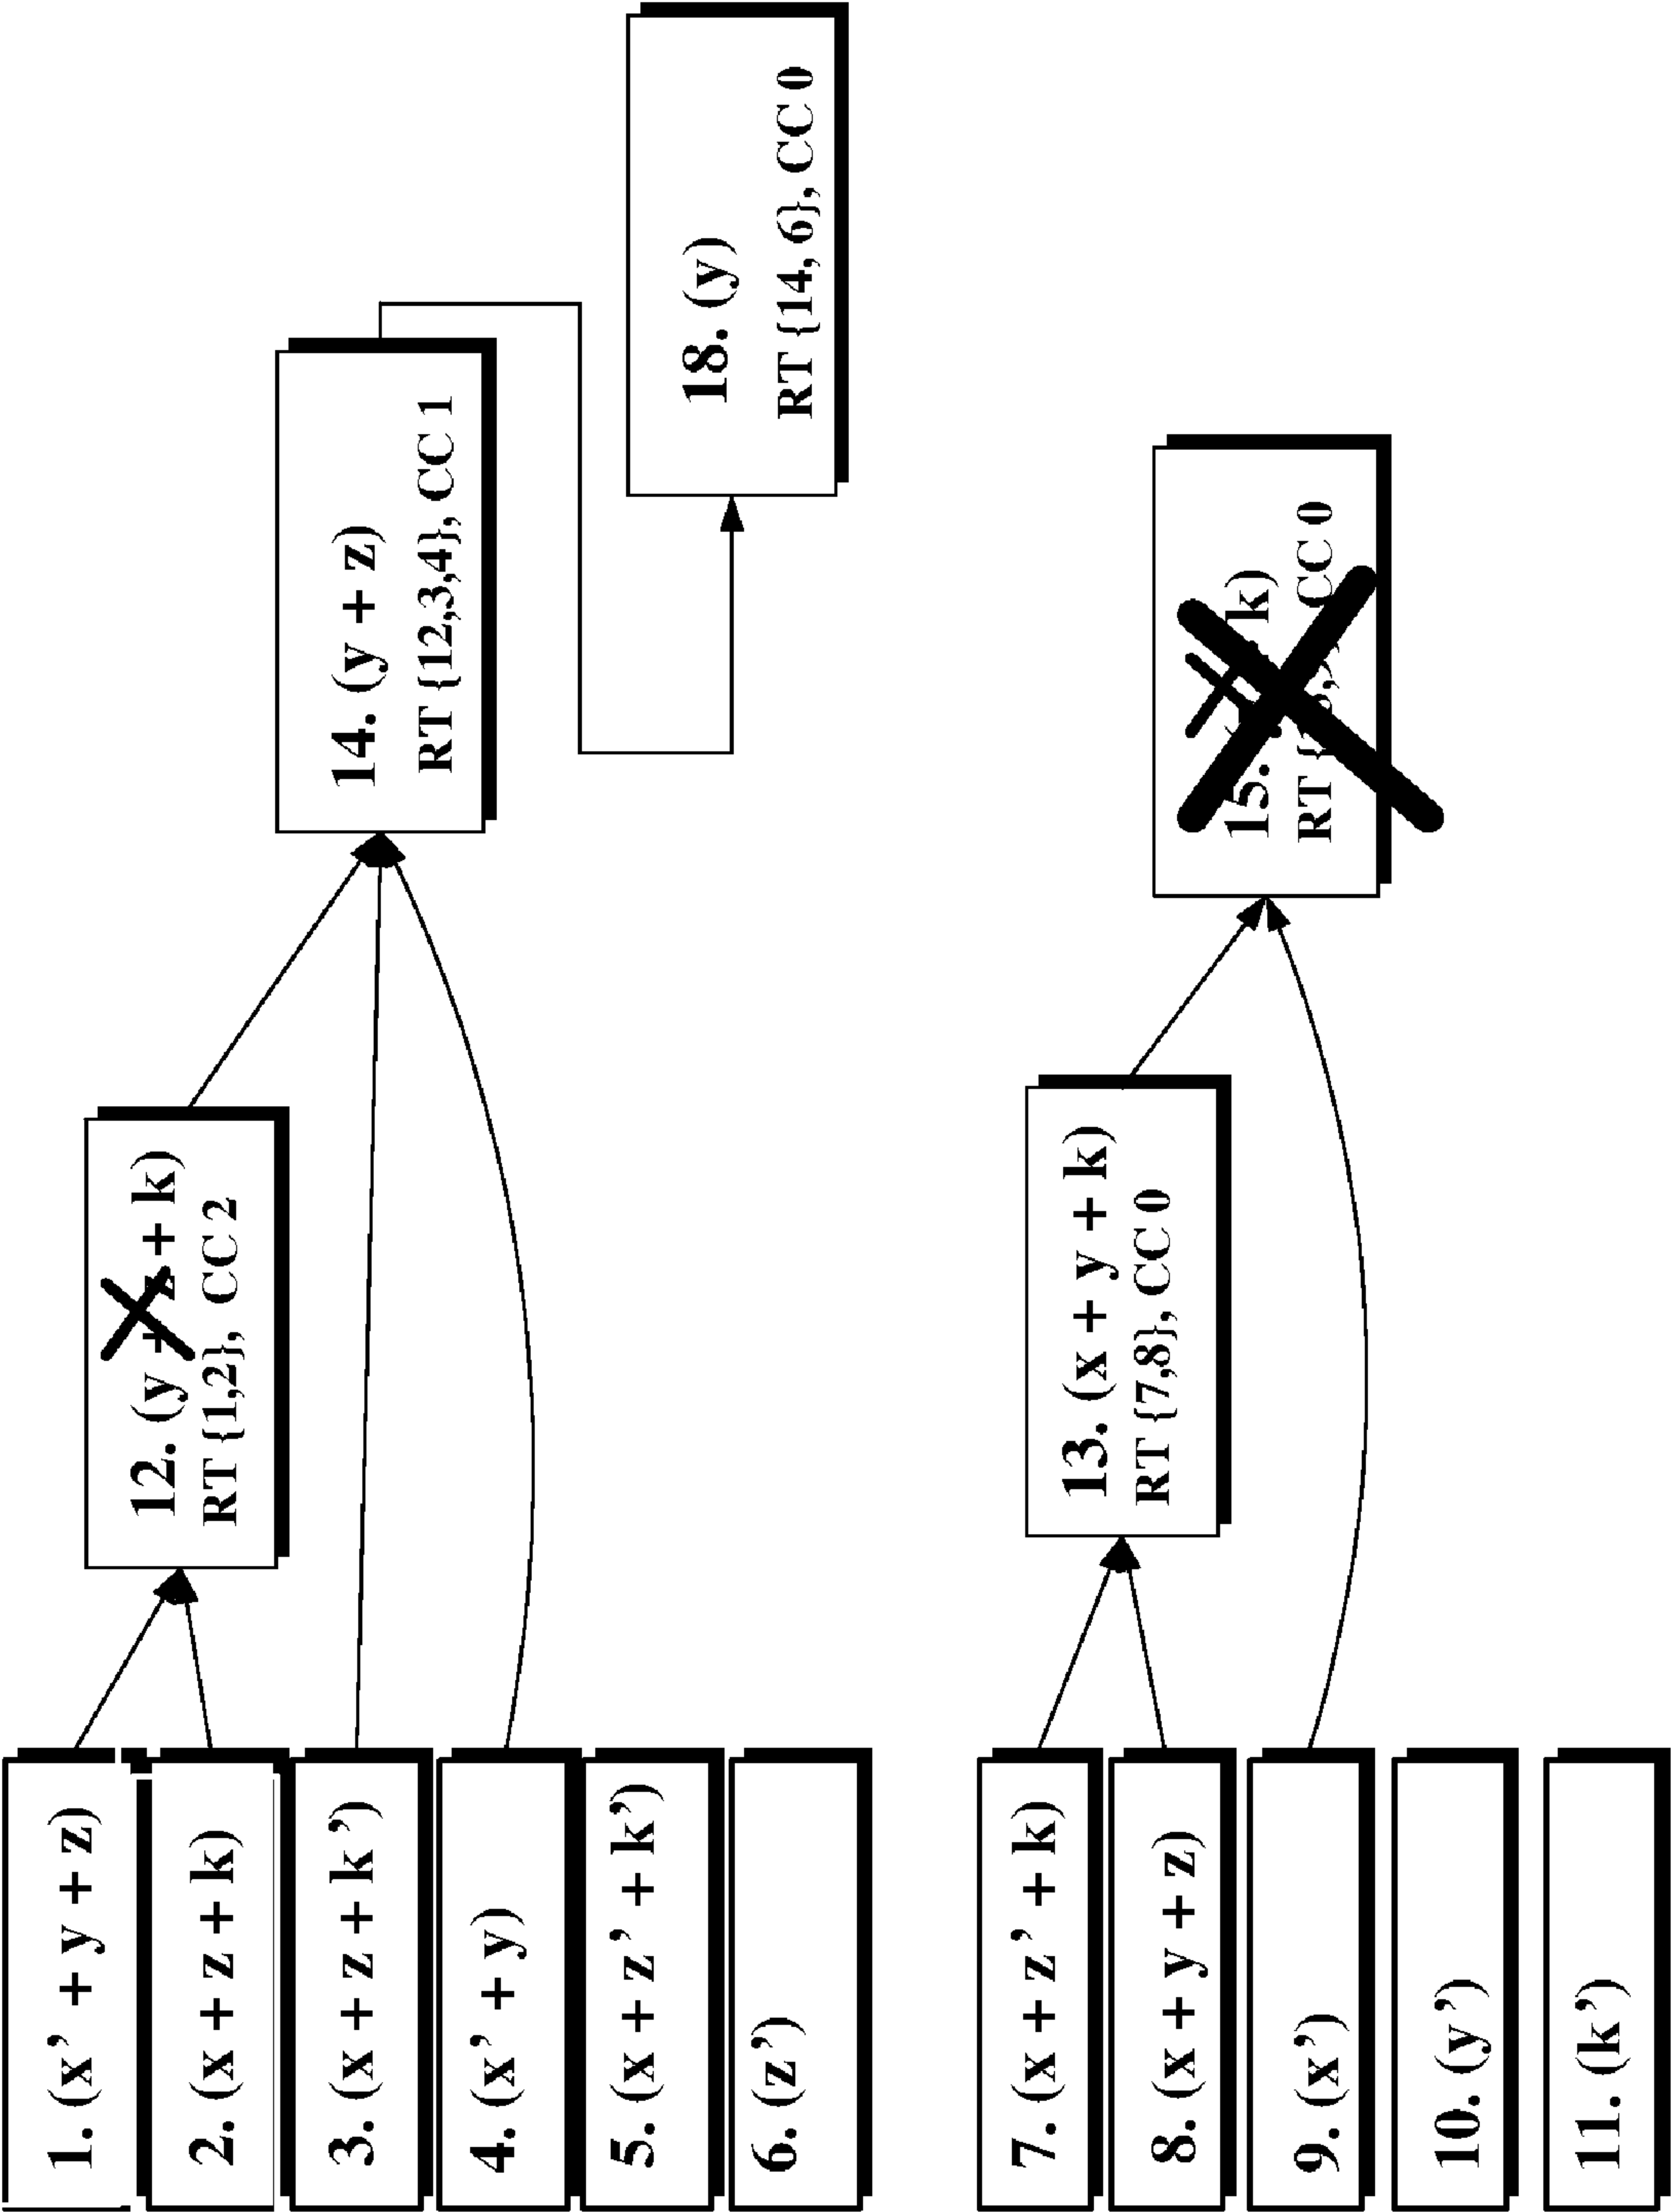 1. (x’ + y + z)
2. (x + z + k)
3. (x + z + k’)
4. (x’ + y)
5. (x + z’ + k’)
6. (z’)
7. (x + z’ + k)
8. (x + y + z)
9. (x’)
10. (y’)
11. (k’)
12. (y + z + k)
RT {1,2}, CC 2
13. (x + y + k)
RT {7,8}, CC 0
14. (y + z)
RT {12,3,4}, CC 1
15. k)
RT { CC 0
18. (y)
RT {14, 6}, CC 0